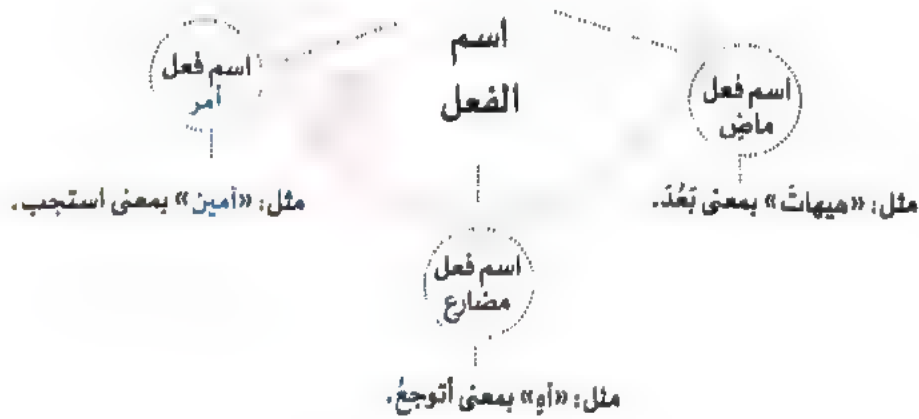 اسم
الفعل
اسم فعل
ماضٍ
مثل: «هيهاتَ» بمعنى بَعُدَ.
اسم فعل
مضارع
مثل: «آهِ» بمعنى أتوجعُ.
اسم فعل
أمر
مثل: «آمين» بمعنى استجب.